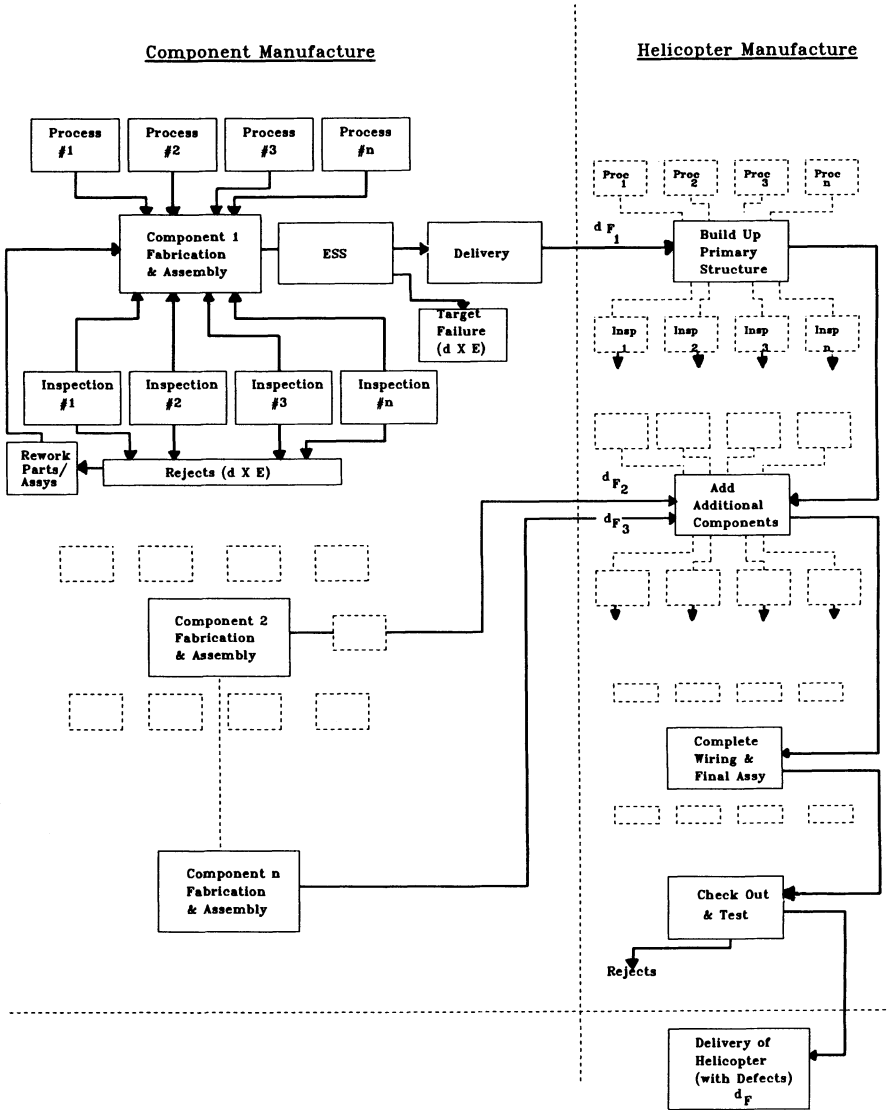 Component Manufacture
Helicopter Manufacture
Process
#1
Process
#2
Process
#3
Process
#n
Proc
1
Proc
2
Proc
3
Proc
n
Component 1
Fabrication
& Assembly
ESS
Delivery
d F 1
Build Up
Primary
Structure
Target
Failure
(d X E)
Insp
1
Insp
2
Insp
3
Insp
n
Inspection
#1
Inspection
#2
Inspection
#3
Inspection
#n
Rework
Parts/
Assys
Rejects (d X E)
d F2
d F3
Add
Additional
Components
Component 2
Fabrication
& Assembly
Complete
Wiring &
Final Assy
Component n
Fabrication
& Assembly
Check Out
& Test
Rejects
Delivery of
Helicopter
(with Defects)
d F